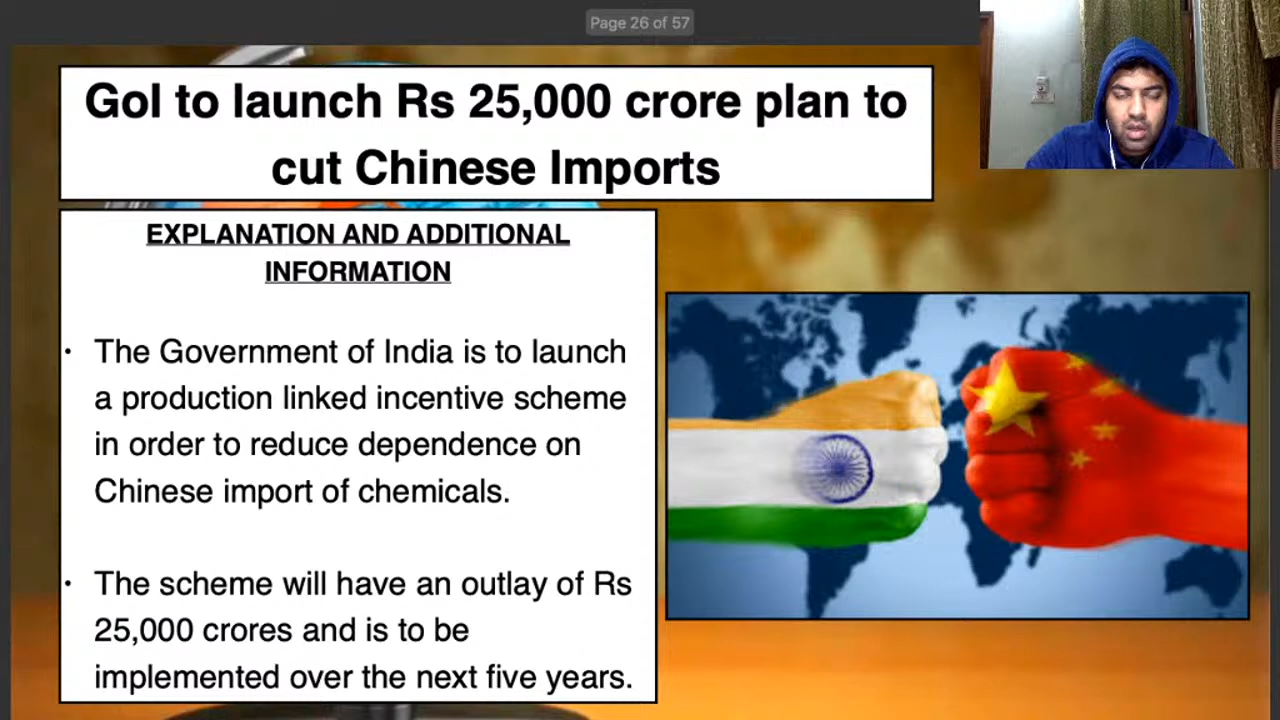 Page 26 of 57
GoI to launch Rs 25,000 crore plan to
cut Chinese Imports
EXPLANATION AND ADDITIONAL
INFORMATION
• The Government of India is to launch
a production linked incentive scheme
in order to reduce dependence on
Chinese import of chemicals.
• The scheme will have an outlay of Rs
25,000 crores and is to be
implemented over the next five years.